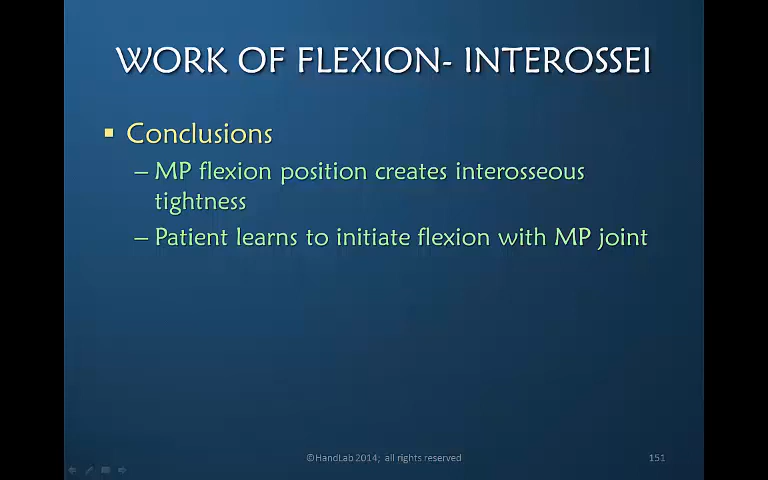 WORK OF FLEXION- INTEROSSEI
▪ Conclusions
– MP flexion position creates interosseous
tightness
– Patient learns to initiate flexion with MP joint
©HandLab 2014; all rights reserved
151